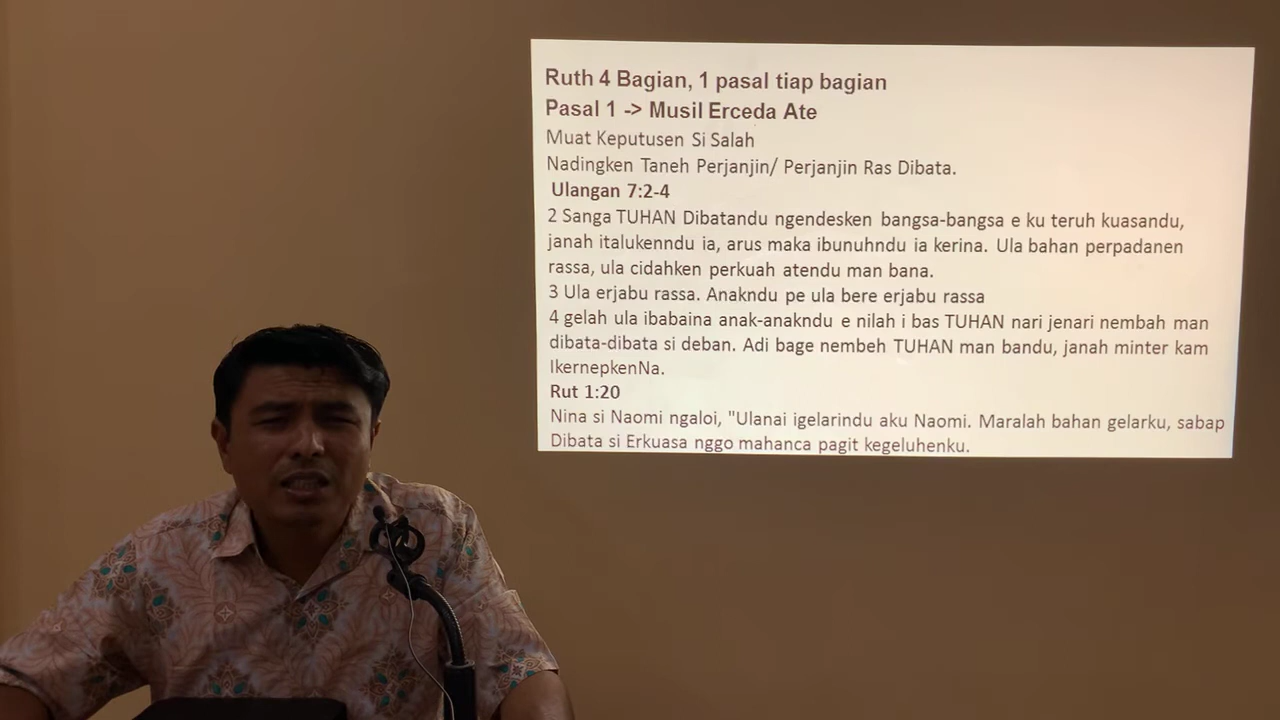 Ruth 4 Bagian, 1 pasal tiap bagian
Pasal 1 -> Musil Erceda Ate
Muat Keputusen Si Salah
Nadingken Taneh Perjanjin/ Perjanjin Ras Dibata.
Ulangan 7:2-4
2 Sanga TUHAN Dibatandu ngendesken bangsa-bangsa e ku teruh kuasandu,
janah italukenndu ia, arus maka ibunuhndu ia kerina. Ula bahan perpadanen
rassa, ula cidahken perkuah atendu man bana.
3 Ula erjabu rassa. Anakndu pe ula bere erjabu rassa
4 gelah ula ibabaina anak-anakndu e nilah i bas TUHAN nari jenari nembah man
dibata-dibata si deban. Adi bage nembeh TUHAN man bandu, janah minter kam
IkernepkenNa.
Rut 1:20
Nina si Naomi ngaloi, "Ulanai igelarindu aku Naomi. Maralah bahan gelarku, sabap
Dibata si Erkuasa nggo mahanca pagit kegeluhenku.